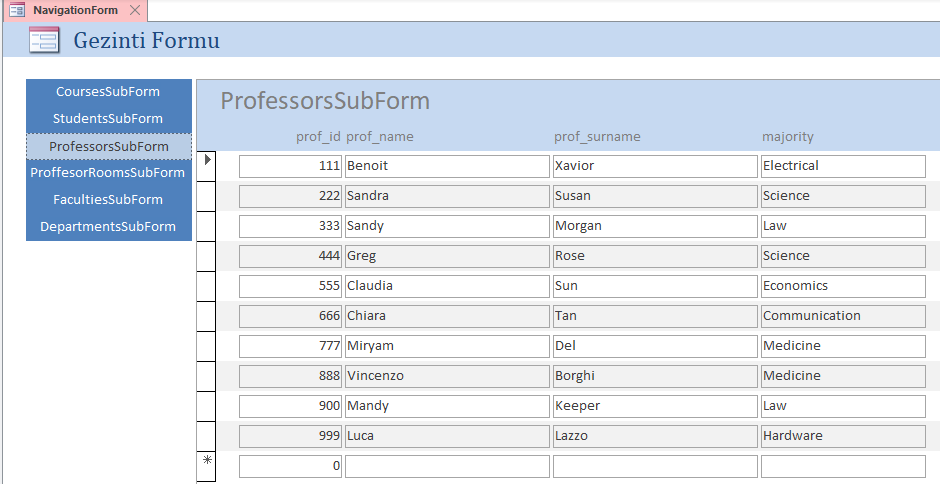 NavigationForm
Gezinti Formu
CoursesSubForm
StudentsSubForm
ProfessorsSubForm
ProffesorRoomsSubForm
FacultiesSubForm
DepartmentsSubForm
ProfessorsSubForm
prof_id prof_name prof_surname majority
111 Benoit Xavior Electrical
222 Sandra Susan Science
333 Sandy Morgan Law
444 Greg Rose Science
555 Claudia Sun Economics
666 Chiara Tan Communication
777 Miryam Del Medicine
888 Vincenzo Borghi Medicine
900 Mandy Keeper Law
999 Luca Lazzo Hardware
* 0